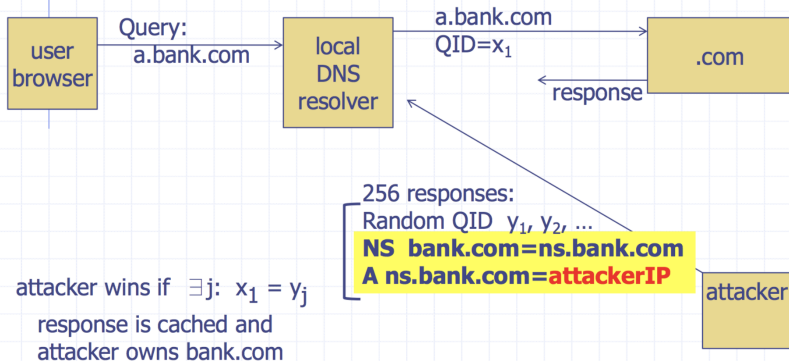 user
browser
Query:
a.bank.com
local
DNS
resolver
a.bank.com
QID=x₁
.com
response
256 responses:
Random QID y₁, y₂, ...
NS bank.com=ns.bank.com
A ns.bank.com=attackerIP
attacker
attacker wins if ∃j: x₁ = yⱼ
response is cached and
attacker owns bank.com